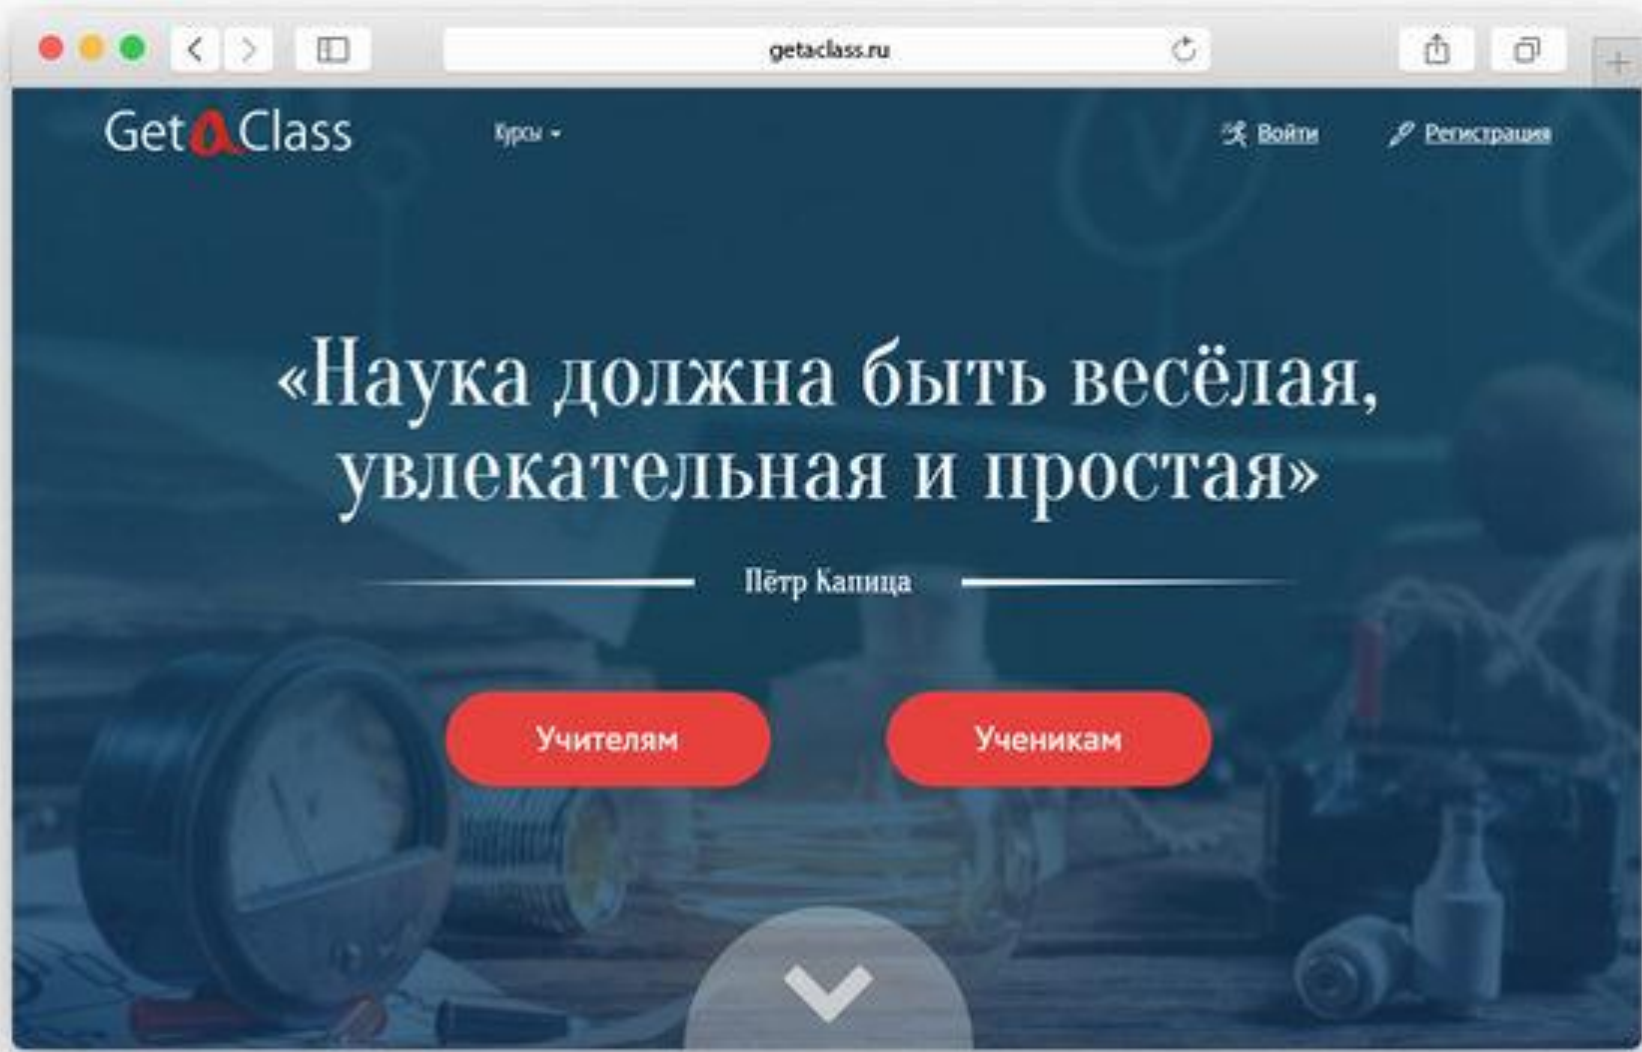 getaclass.ru
GetAClass
Курсы
Войти
Регистрация
«Наука должна быть весёлая,
увлекательная и простая»
Пётр Капица
Учителям
Ученикам